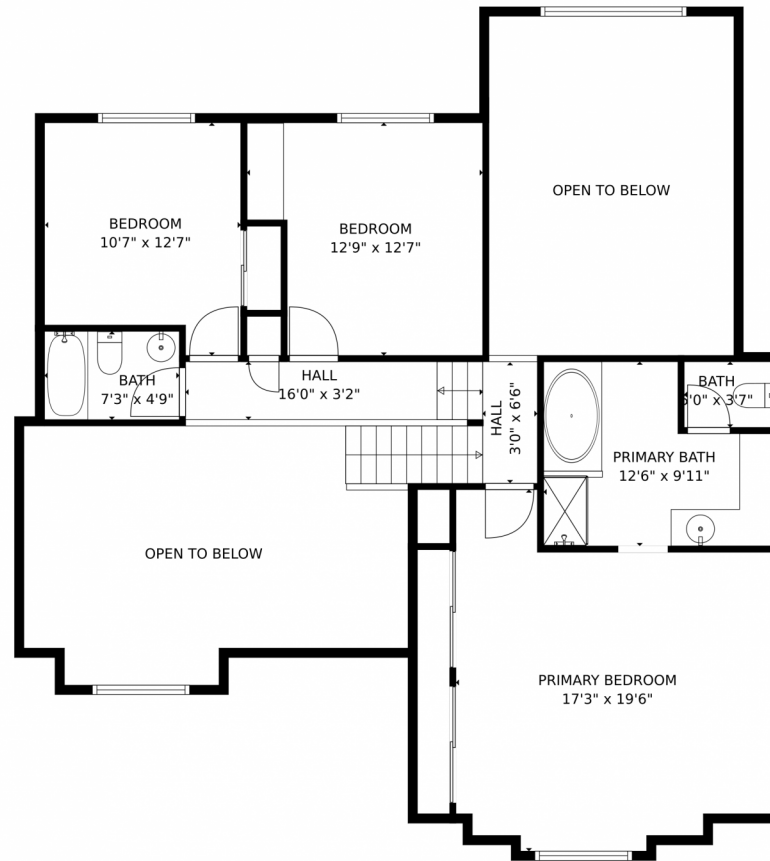 OPEN TO BELOW
BEDROOM
10'7" x 12'7"
BEDROOM
12'9" x 12'7"
HALL
16'0" x 3'2"
BATH
7'3" x 4'9"
HALL
3'0" x 6'6"
BATH
x 3'7"
PRIMARY BATH
12'6" x 9'11"
OPEN TO BELOW
PRIMARY BEDROOM
17'3" x 19'6"